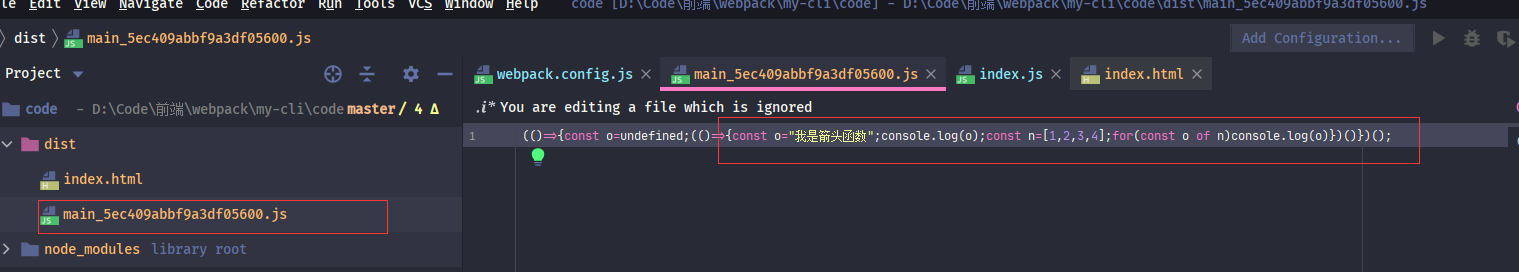 le Edit View Navigate Code Refactor Run Tools VCS Window Help code [D:\Code\前端\webpack\my-cli\code] - D:\Code\前端\webpack\my-cli\code\dist\main_5ec409abbf9a3df05600.js
dist main_5ec409abbf9a3df05600.js Add Configuration...
Project webpack.config.js main_5ec409abbf9a3df05600.js index.js index.html
code - D:\Code\前端\webpack\my-cli\code master / 4 Δ
.i* You are editing a file which is ignored
1 (()=>{const o=undefined;(()=>{const o="我是箭头函数";console.log(o);const n=[1,2,3,4];for(const o of n)console.log(o)})()})();
dist
index.html
main_5ec409abbf9a3df05600.js
node_modules library root